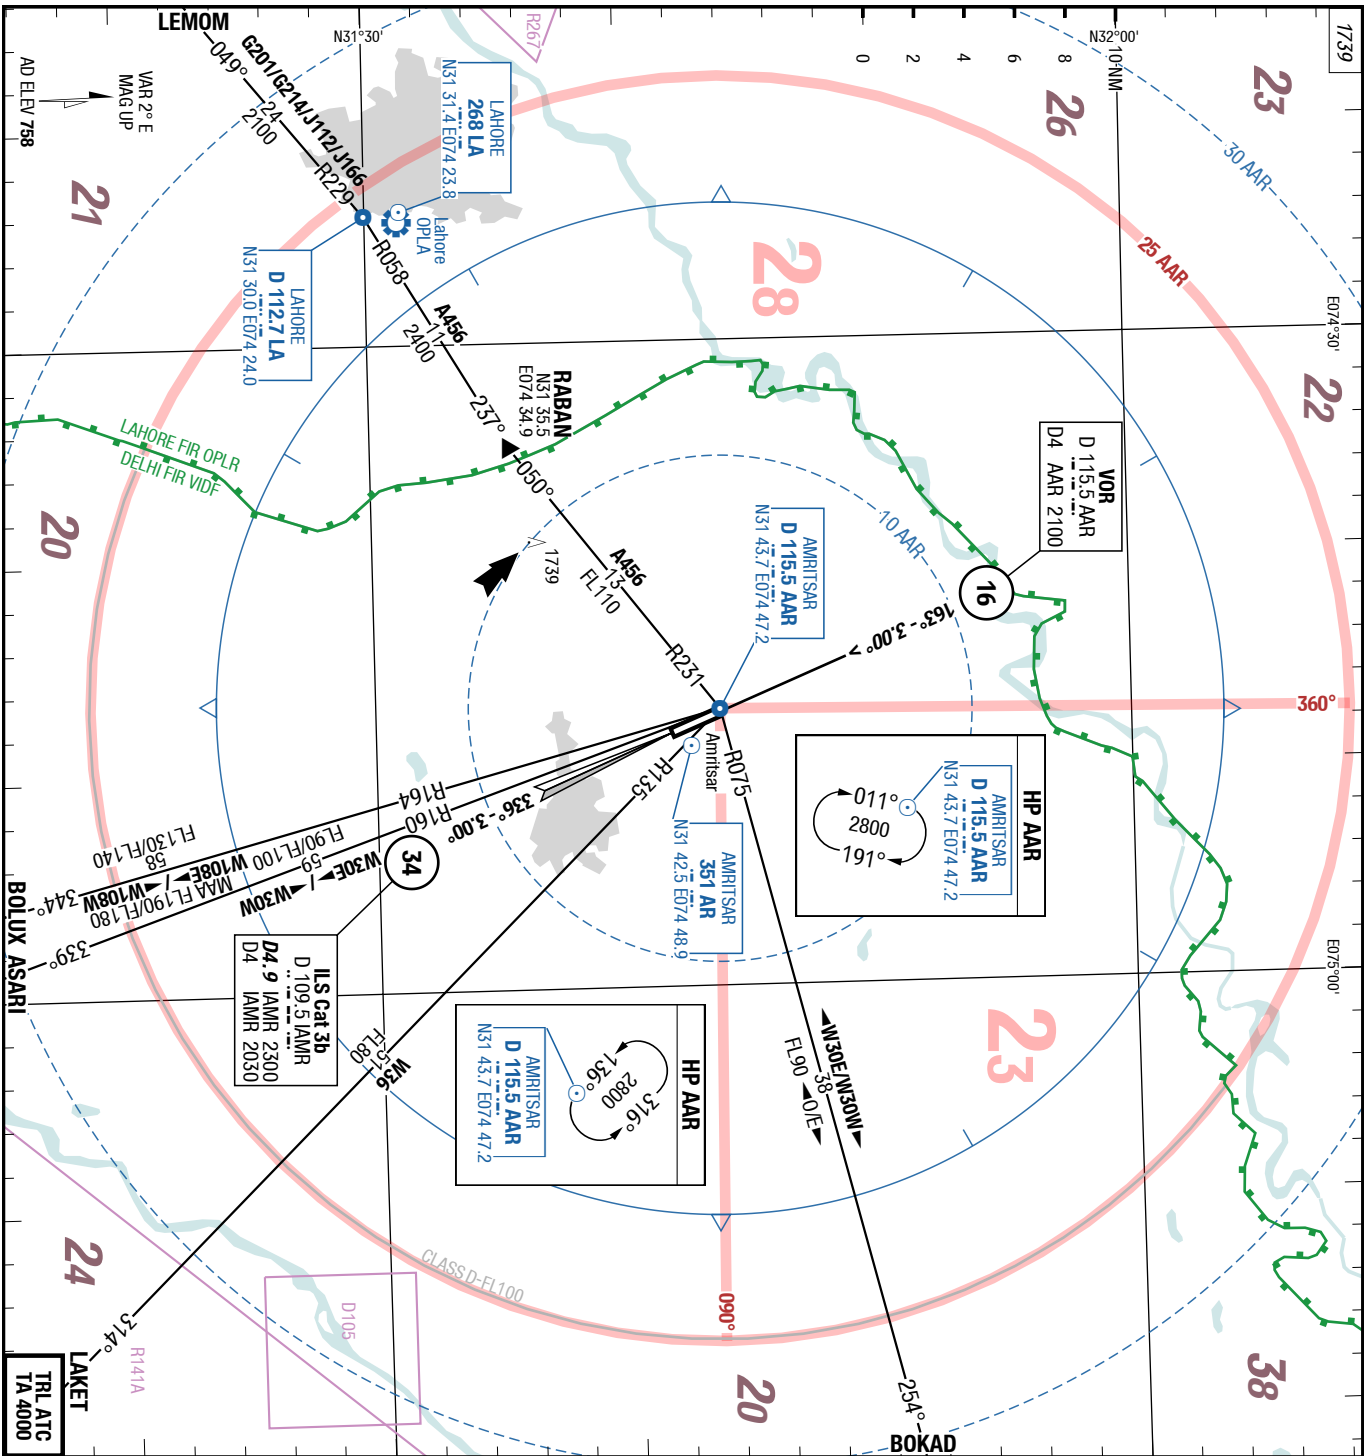 1739
23
26
22
21
20
24
38
28
23
20
N32°00'
N31°30'
E074°30'
E075°00'
10 NM
8
6
4
2
0
30 AAR
25 AAR
10 AAR
360°
090°
LEMOM
049°
G201/G214/J112/J166
24
2100
R229
VAR 2° E
MAG UP
AD ELEV 758
R267
LAHORE
268 LA
N31 31.4 E074 23.8
Lahore
OPLA
LAHORE
D 112.7 LA
N31 30.0 E074 24.0
R058
A456
11
2400
237°
RABAN
N31 35.5
E074 34.9
050°
A456
13
FL110
R231
1739
LAHORE FIR OPLR
DELHI FIR VIDF
VOR
D 115.5 AAR
D4 AAR 2100
16
163° - 3.00°
AMRITSAR
D 115.5 AAR
N31 43.7 E074 47.2
Amritsar
AMRITSAR
351 AR
N31 42.5 E074 48.9
HP AAR
AMRITSAR
D 115.5 AAR
N31 43.7 E074 47.2
011°
2800
191°
HP AAR
316°
2800
136°
AMRITSAR
D 115.5 AAR
N31 43.7 E074 47.2
R075
W30E/W30W
38
FL90 O/E
254°
BOKAD
R135
W36
51
FL80
314°
LAKET
336°-3.00°
34
ILS Cat 3b
D 109.5 IAMR
D4.9 IAMR 2300
D4 IAMR 2030
R160
W30E / W30W
59
FL90/FL100
MAA FL190/FL180
339°
ASARI
R164
W108E / W108W
58
FL130/FL140
344°
BOLUX
CLASS D-FL100
D105
R141A
TRL ATC
TA 4000